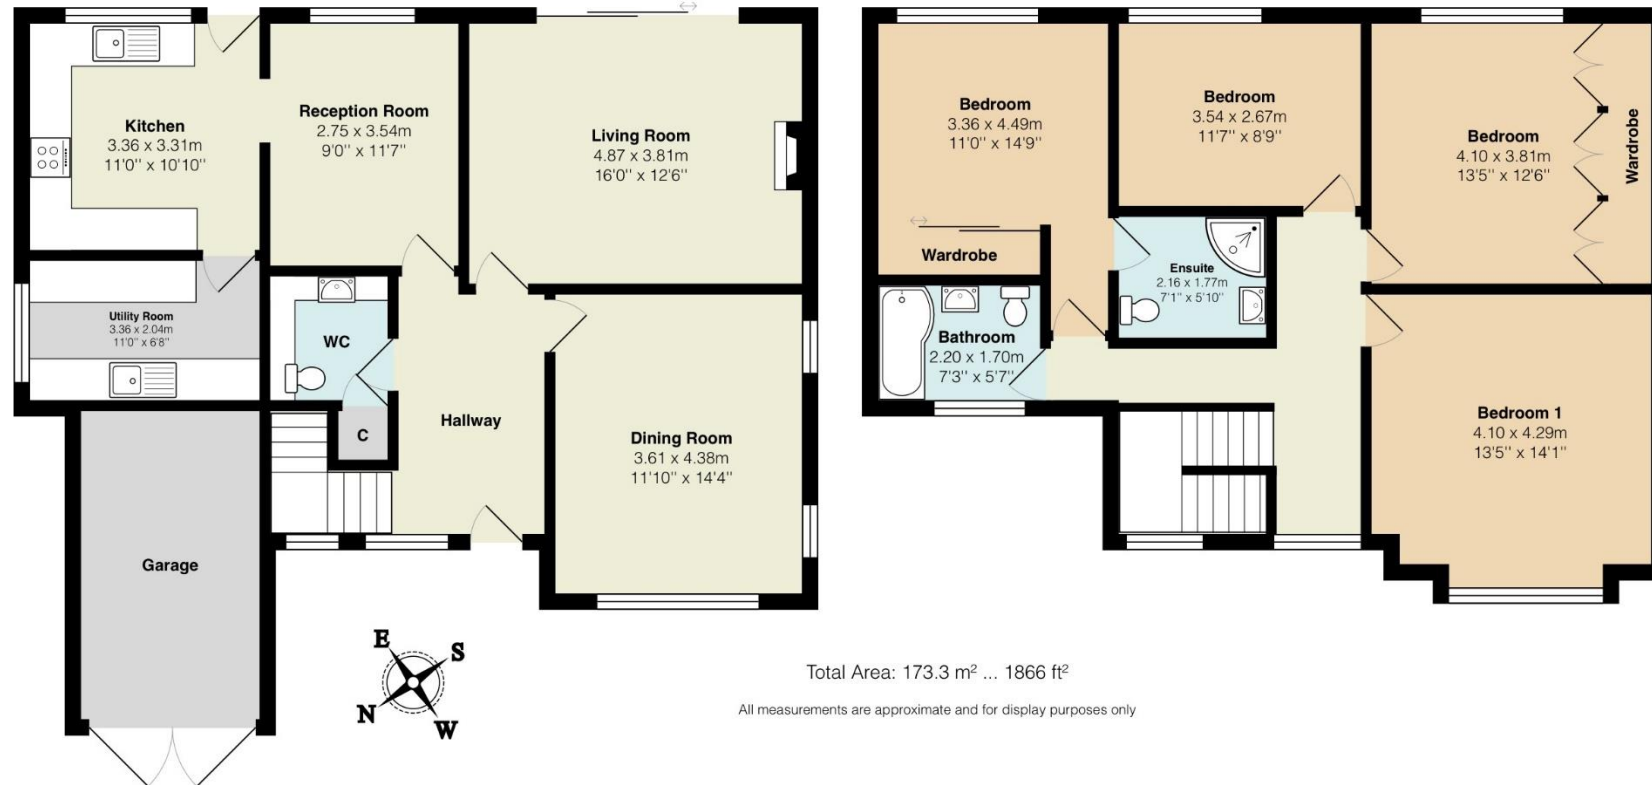 Kitchen
3.36 x 3.31m
11'0'' x 10'10''
Reception Room
2.75 x 3.54m
9'0'' x 11'7''
Living Room
4.87 x 3.81m
16'0'' x 12'6''
Utility Room
3.36 x 2.04m
11'0'' x 6'8''
WC
C
Hallway
Dining Room
3.61 x 4.38m
11'10'' x 14'4''
Garage
Bedroom
3.36 x 4.49m
11'0'' x 14'9''
Wardrobe
Bedroom
3.54 x 2.67m
11'7'' x 8'9''
Bedroom
4.10 x 3.81m
13'5'' x 12'6''
Wardrobe
Ensuite
2.16 x 1.77m
7'1'' x 5'10''
Bathroom
2.20 x 1.70m
7'3'' x 5'7''
Bedroom 1
4.10 x 4.29m
13'5'' x 14'1''
E
S
N
W
Total Area: 173.3 m² ... 1866 ft²
All measurements are approximate and for display purposes only